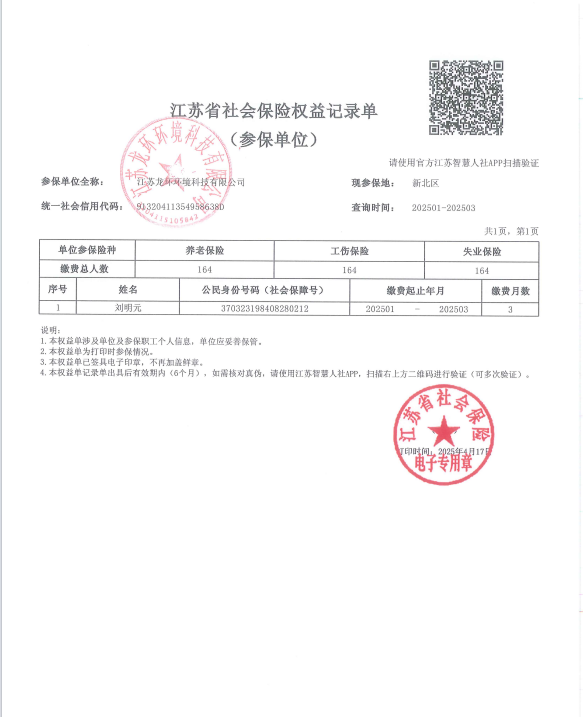 江苏省社会保险权益记录单
（参保单位）
请使用官方江苏智慧人社APP扫描验证
参保单位全称： 江苏龙环环境科技有限公司 现参保地： 新北区
统一社会信用代码： 91320411354958638D 查询时间： 202501-202503
共1页，第1页
单位参保险种 养老保险 工伤保险 失业保险
缴费总人数 164 164 164
序号 姓名 公民身份号码（社会保障号） 缴费起止年月 缴费月数
1 刘明元 370323198408280212 202501 - 202503 3
说明：
1.本权益单涉及单位及参保职工个人信息，单位应妥善保管。
2.本权益单为打印时参保情况。
3.本权益单已签具电子印章，不再加盖鲜章。
4.本权益单记录单出具后有效期内（6个月），如需核对真伪，请使用江苏智慧人社APP，扫描右上方二维码进行验证（可多次验证）。
江苏省社会保险
打印时间：2025年4月17日
电子专用章
江苏龙环环境科技有限公司